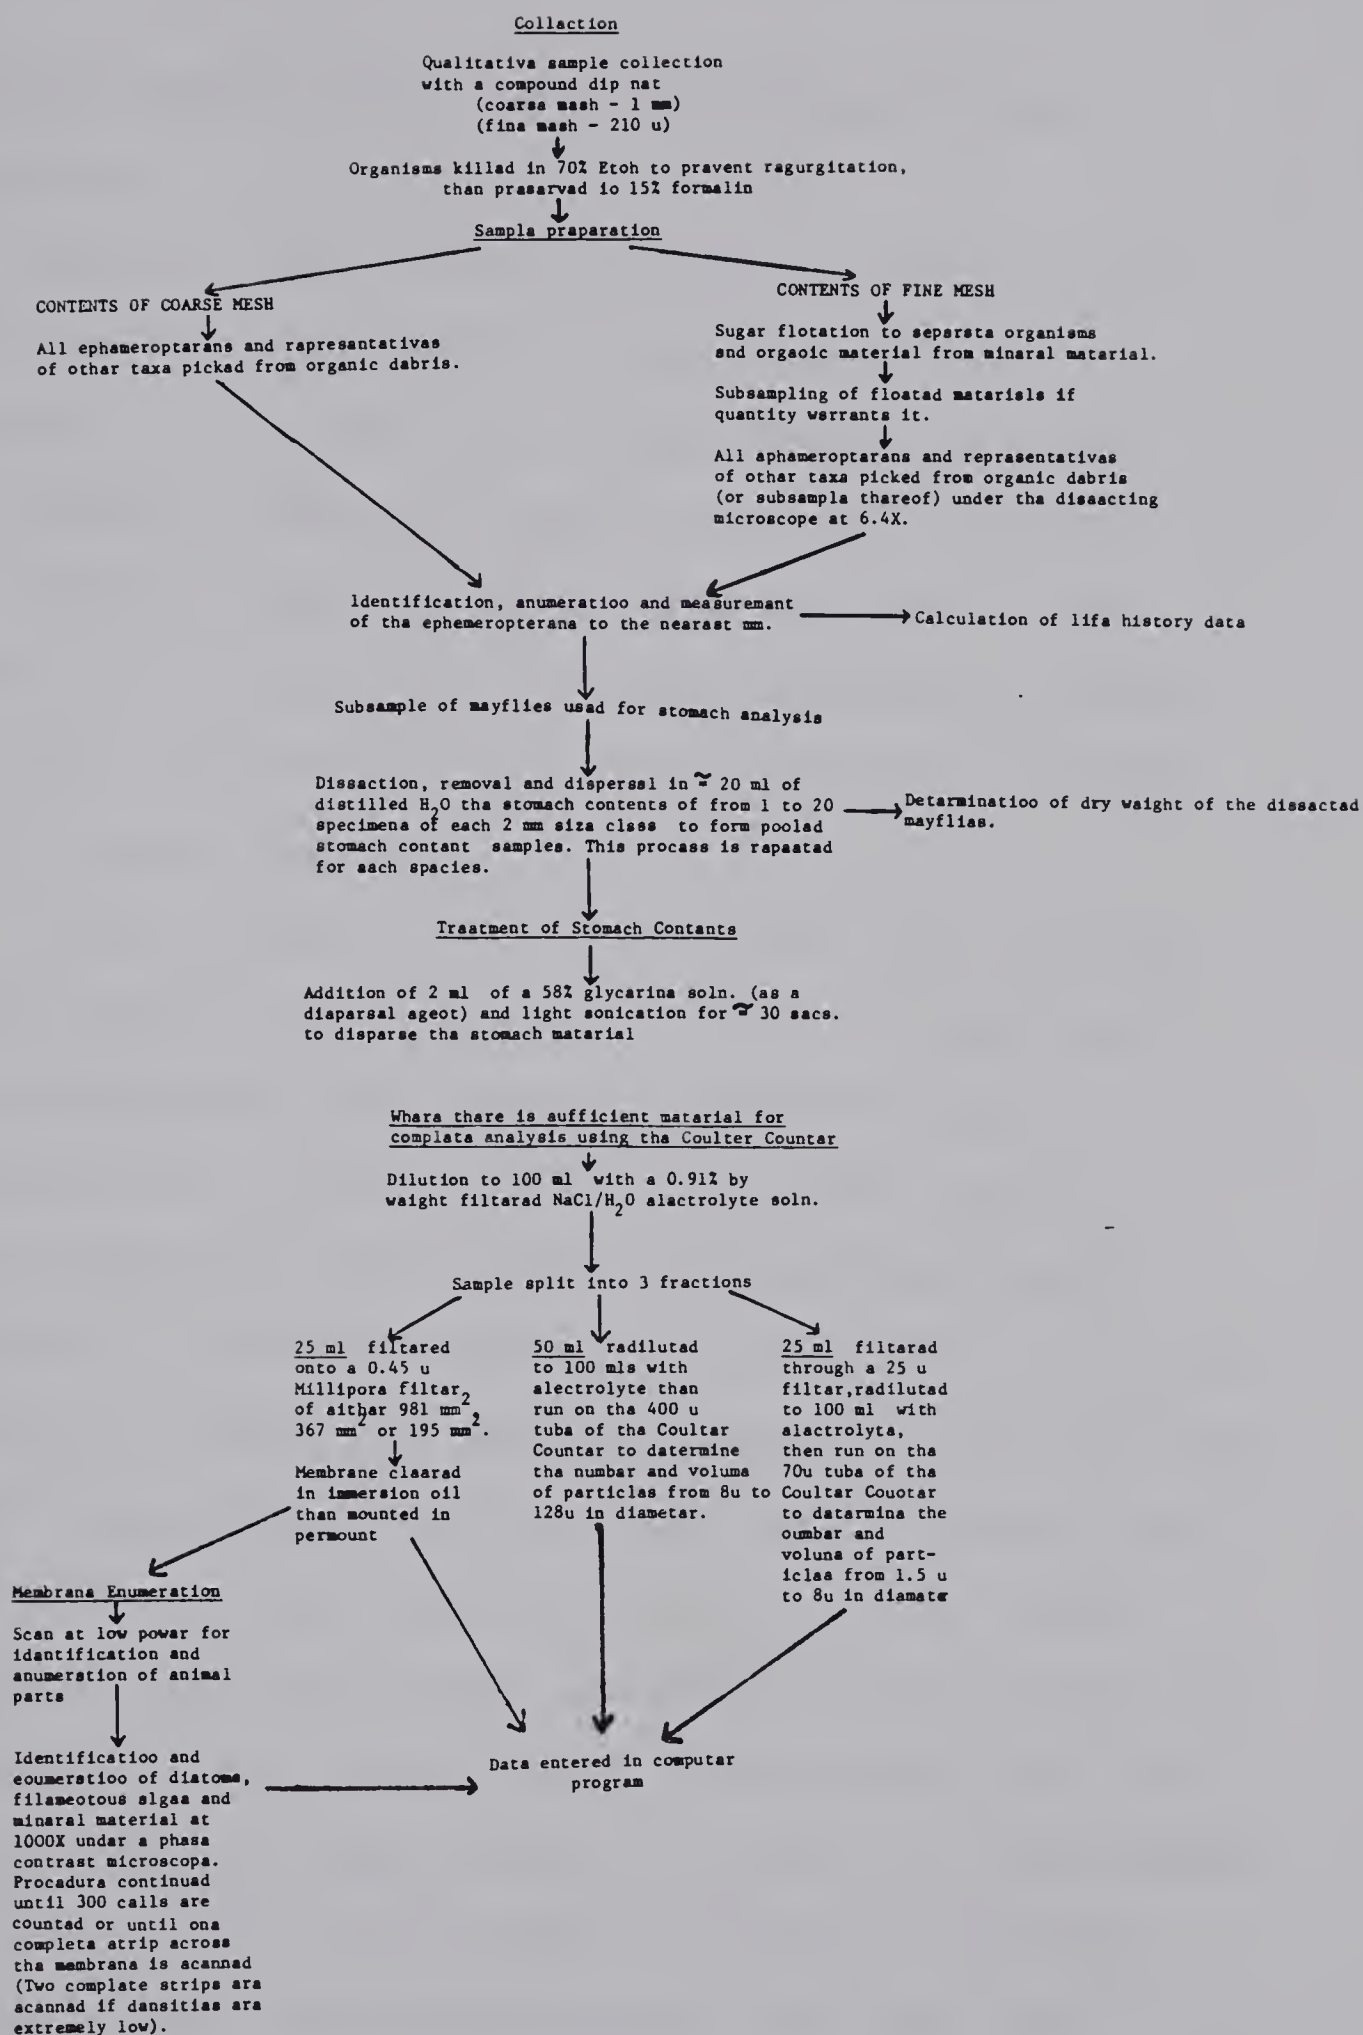 Collaction
Qualitativa sample collection
with a compound dip nat
(coarsa mash - 1 mm)
(fina mash - 210 u)
Organisms killad in 70% Etoh to pravent ragurgitation,
than prasarvad io 15% formalin
Sampla praparation
CONTENTS OF COARSE MESH
All ephameroptarans and rapresantativas
of othar taxa pickad from organic dabris.
CONTENTS OF FINE MESH
Sugar flotation to separsta organisms
and orgaoic material from minaral matarial.
Subsampling of floatad matarisls if
quantity wsrrants it.
All aphameroptarans and reprasentativas
of othar taxa picked from organic dabris
(or subsampla thareof) under tha disaacting
microscope at 6.4X.
Identification, anumeratioo and measuremant
of tha ephemeropterana to the nearast mm.
Calculation of lifa history data
Subsample of mayflies usad for stomach analysis
Dissaction, removal and dispersal in ≃ 20 ml of
distilled H2O tha stomach contents of from 1 to 20
specimena of each 2 mm siza class to form poolad
stomach contant samples. This procass is rapaatad
for aach spacies.
Datarminatioo of dry waight of the dissactad
mayflias.
Traatment of Stomach Contants
Addition of 2 ml of a 58% glycarina soln. (as a
diaparsal ageot) and light sonication for ≃ 30 sacs.
to disparse tha stomach matarial
Whara thare is aufficient matarial for
complata analysis using tha Coulter Countar
Dilution to 100 ml with a 0.91% by
waight filtarad NaCl/H2O alactrolyte soln.
Sample split into 3 fractions
25 ml filtared
onto a 0.45 u
Millipora filtar
of aithar 981 mm2,
367 mm2 or 195 mm2.
Membrane claarad
in immersion oil
than mounted in
permount
50 ml radilutad
to 100 mls with
alectrolyte than
run on tha 400 u
tuba of tha Coultar
Countar to datermine
tha numbar and voluma
of particlas from 8u to
128u in diametar.
25 ml filtarad
through a 25 u
filtar,radilutad
to 100 ml with
alactrolyta,
then run on tha
70u tuba of tha
Coultar Couotar
to datarmina the
oumbar and
voluna of part-
iclaa from 1.5 u
to 8u in diamate
Membrana Enumeration
Scan at low powar for
idantification and
anumerstion of animal
parts
Identificatioo and
eoumerstioo of diatoms,
filameotous slgaa and
minaral material at
1000X undar a phasa
contrast microscopa.
Procadura continuad
until 300 calls are
countad or until ona
completa atrip across
tha membrana is acannad
(Two complate strips ara
acannad if dansitias ara
extremely low).
Data entered in computar
program